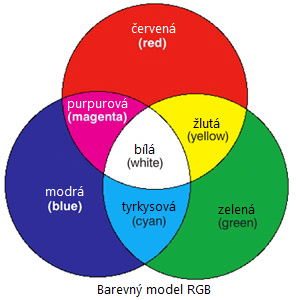 červená
(red)
purpurová
(magenta)
žlutá
(yellow)
bílá
(white)
modrá
(blue)
tyrkysová
(cyan)
zelená
(green)
Barevný model RGB